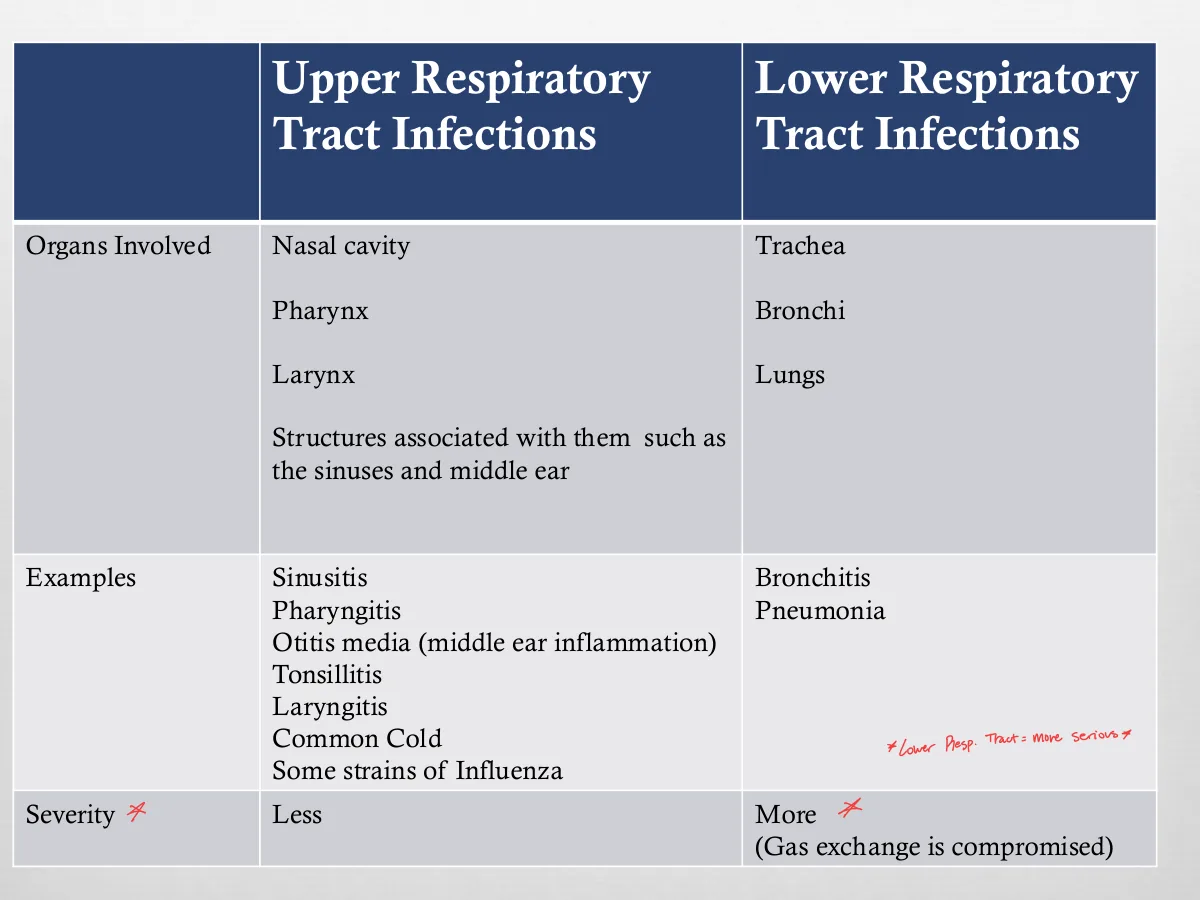 Upper Respiratory
Tract Infections
Lower Respiratory
Tract Infections
Organs Involved
Nasal cavity
Pharynx
Larynx
Structures associated with them  such as
the sinuses and middle ear
Trachea
Bronchi
Lungs
Examples
Sinusitis
Pharyngitis
Otitis media (middle ear inflammation)
Tonsillitis
Laryngitis
Common Cold
Some strains of Influenza
Bronchitis
Pneumonia
*Lower Resp. Tract = more serious*
Severity *
Less
More *
(Gas exchange is compromised)